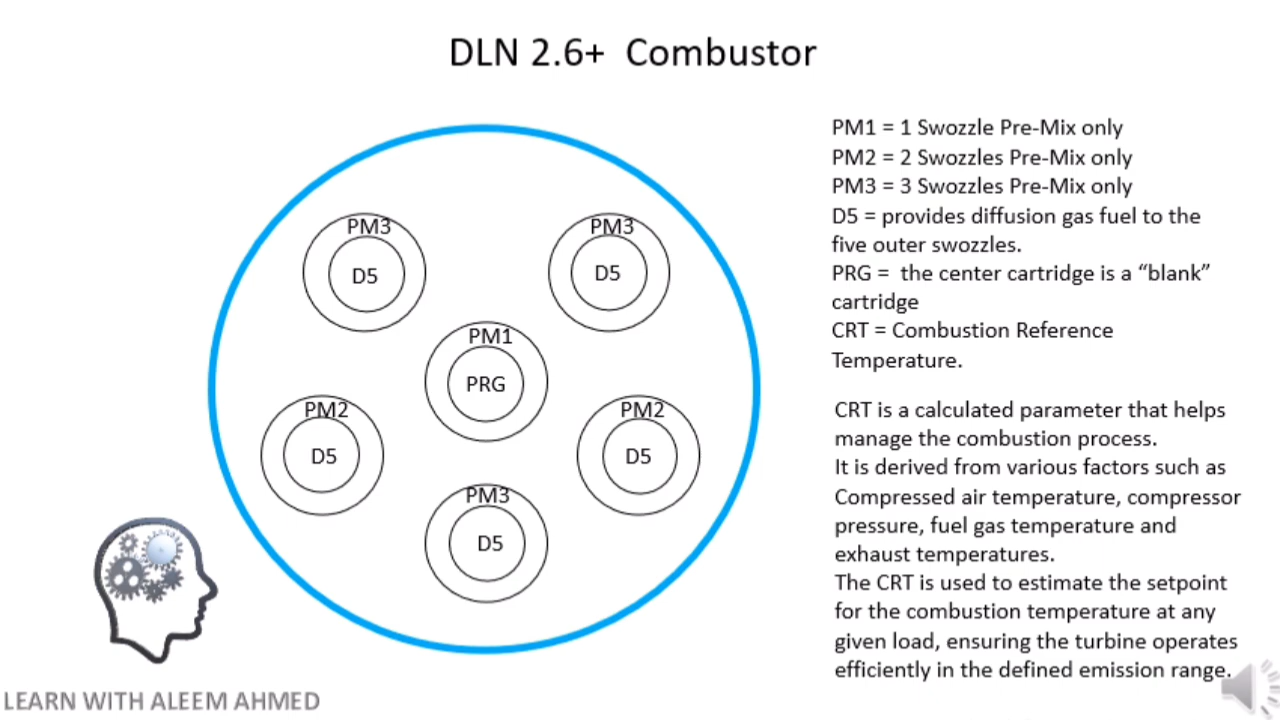 DLN 2.6+ Combustor
PM3
D5
PM3
D5
PM1
PRG
PM2
D5
PM2
D5
PM3
D5
PM1 = 1 Swozzle Pre-Mix only
PM2 = 2 Swozzles Pre-Mix only
PM3 = 3 Swozzles Pre-Mix only
D5 = provides diffusion gas fuel to the
five outer swozzles.
PRG = the center cartridge is a “blank”
cartridge
CRT = Combustion Reference
Temperature.
CRT is a calculated parameter that helps
manage the combustion process.
It is derived from various factors such as
Compressed air temperature, compressor
pressure, fuel gas temperature and
exhaust temperatures.
The CRT is used to estimate the setpoint
for the combustion temperature at any
given load, ensuring the turbine operates
efficiently in the defined emission range.
LEARN WITH ALEEM AHMED